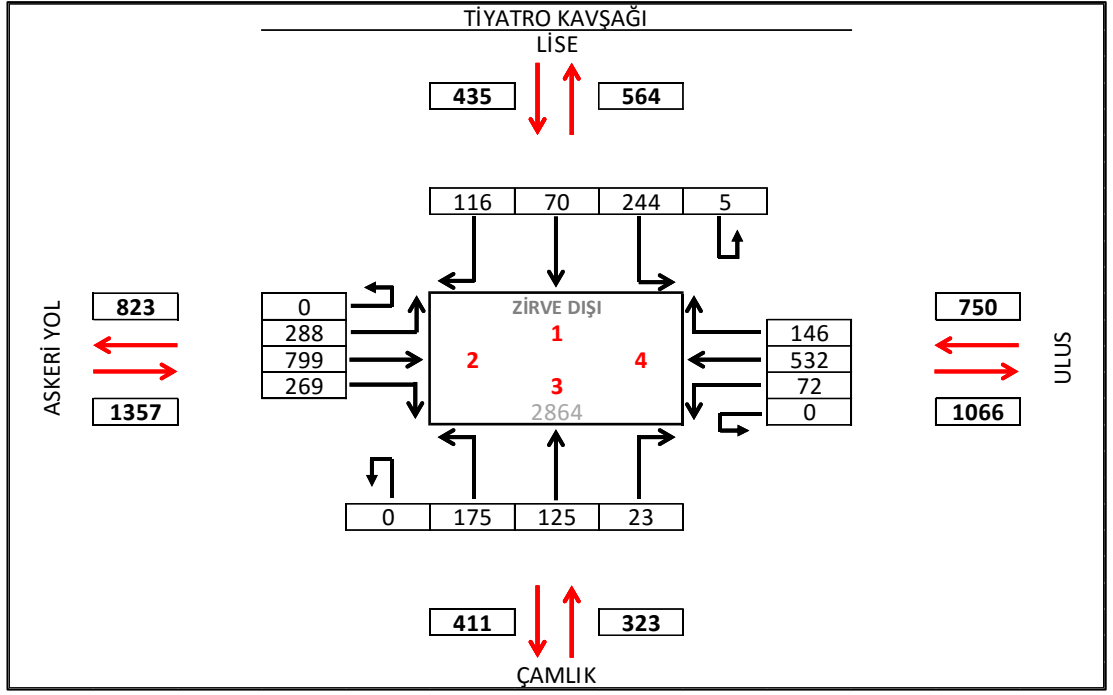 TİYATRO KAVŞAĞI
LİSE
435 564
116 70 244 5
823
1357
ASKERİ YOL
0
288
799
269
ZİRVE DIŞI
1
2 4
3
2864
146
532
72
0
750
1066
ULUS
0 175 125 23
411 323
ÇAMLIK